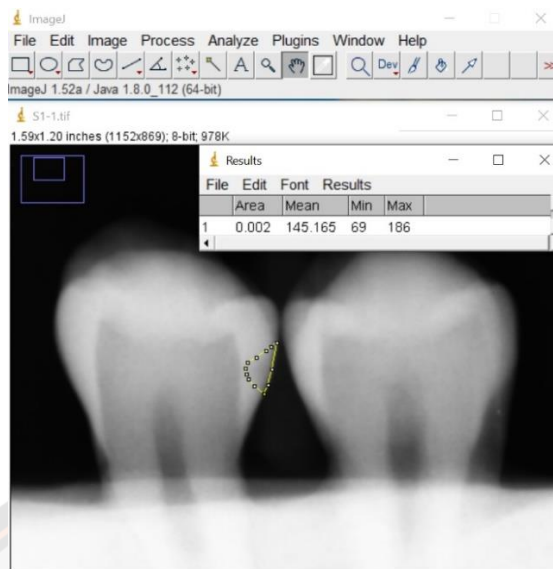 ImageJ
File Edit Image Process Analyze Plugins Window Help
A Dev
ImageJ 1.52a / Java 1.8.0_112 (64-bit)
S1-1.tif
1.59x1.20 inches (1152x869); 8-bit; 978K
Results
File Edit Font Results
Area Mean Min Max
1 0.002 145.165 69 186